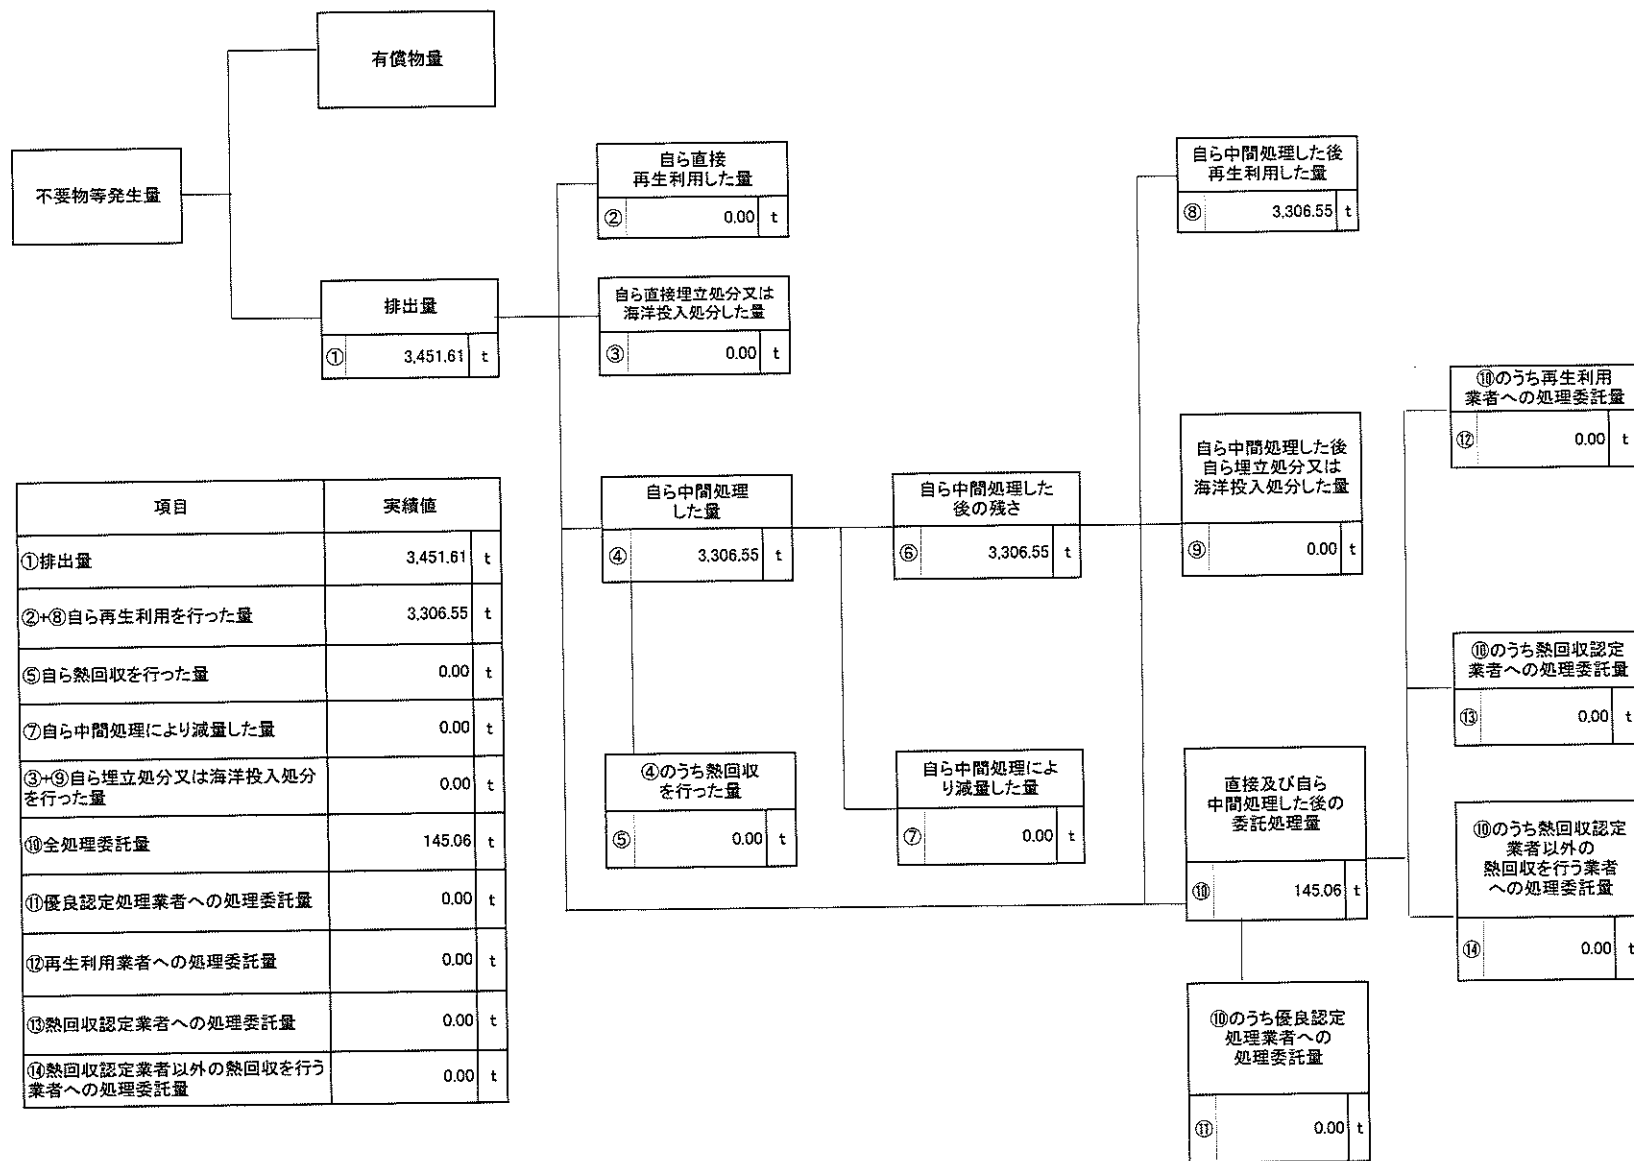 有償物量
不要物等発生量
排出量
① 3,451.61 t
自ら直接
再生利用した量
② 0.00 t
自ら直接埋立処分又は
海洋投入処分した量
③ 0.00 t
自ら中間処理
した量
④ 3,306.55 t
④のうち熱回収
を行った量
⑤ 0.00 t
自ら中間処理した
後の残さ
⑥ 3,306.55 t
自ら中間処理によ
り減量した量
⑦ 0.00 t
自ら中間処理した後
再生利用した量
⑧ 3,306.55 t
自ら中間処理した後
自ら埋立処分又は
海洋投入処分した量
⑨ 0.00 t
直接及び自ら
中間処理した後の
委託処理量
⑩ 145.06 t
⑩のうち優良認定
処理業者への
処理委託量
⑪ 0.00 t
⑩のうち再生利用
業者への処理委託量
⑫ 0.00 t
⑩のうち熱回収認定
業者への処理委託量
⑬ 0.00 t
⑩のうち熱回収認定
業者以外の
熱回収を行う業者
への処理委託量
⑭ 0.00 t
項目 実績値
①排出量 3,451.61 t
②+⑧自ら再生利用を行った量 3,306.55 t
⑤自ら熱回収を行った量 0.00 t
⑦自ら中間処理により減量した量 0.00 t
③+⑨自ら埋立処分又は海洋投入処分
を行った量 0.00 t
⑩全処理委託量 145.06 t
⑪優良認定処理業者への処理委託量 0.00 t
⑫再生利用業者への処理委託量 0.00 t
⑬熱回収認定業者への処理委託量 0.00 t
⑭熱回収認定業者以外の熱回収を行う
業者への処理委託量 0.00 t